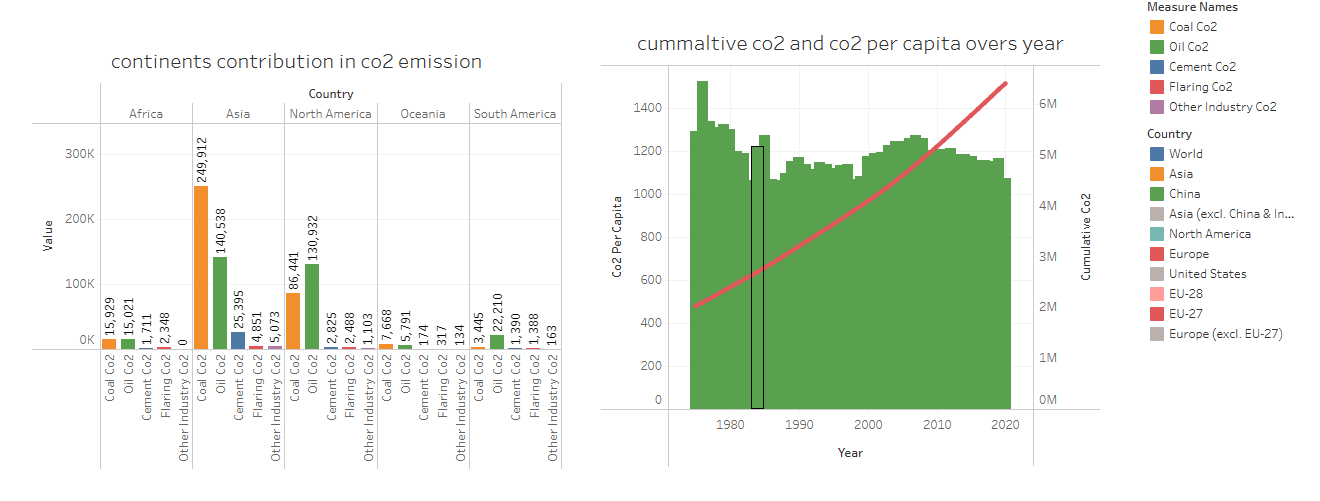 continents contribution in co2 emission
Country
Africa Asia North America Oceania South America
Value
300K
200K
100K
0K
15,929 15,021 1,711 2,348 0
249,912 140,538 25,395 4,851 5,073
86,441 130,932 2,825 2,488 1,103
7,668 5,791 174 317 134
3,445 22,210 1,390 1,388 163
Coal Co2 Oil Co2 Cement Co2 Flaring Co2 Other Industry Co2
Coal Co2 Oil Co2 Cement Co2 Flaring Co2 Other Industry Co2
Coal Co2 Oil Co2 Cement Co2 Flaring Co2 Other Industry Co2
Coal Co2 Oil Co2 Cement Co2 Flaring Co2 Other Industry Co2
Coal Co2 Oil Co2 Cement Co2 Flaring Co2 Other Industry Co2
cummaltive co2 and co2 per capita overs year
Co2 Per Capita
1400
1200
1000
800
600
400
200
0
6M
5M
4M
3M
2M
1M
0M
Cumulative Co2
1980 1990 2000 2010 2020
Year
Measure Names
Coal Co2
Oil Co2
Cement Co2
Flaring Co2
Other Industry Co2
Country
World
Asia
China
Asia (excl. China & In...
North America
Europe
United States
EU-28
EU-27
Europe (excl. EU-27)